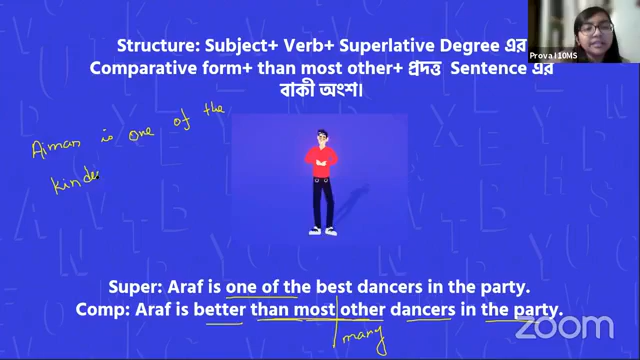 Structure: Subject+ Verb+ Superlative Degree এর
Comparative form+ than most other+ প্রদত্ত Sentence এর
বাকী অংশ।
Prova I 10MS
Aiman is one of the
kinde
Super: Araf is one of the best dancers in the party.
Comp: Araf is better than most other dancers in the party.
many
zoom